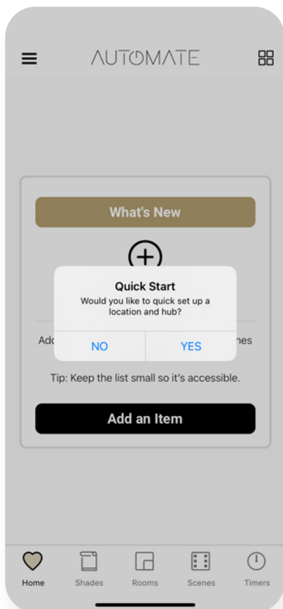 AUTOMATE
What's New
Quick Start
Would you like to quick set up a
location and hub?
NO
YES
Tip: Keep the list small so it's accessible.
Add an Item
Home
Shades
Rooms
Scenes
Timers